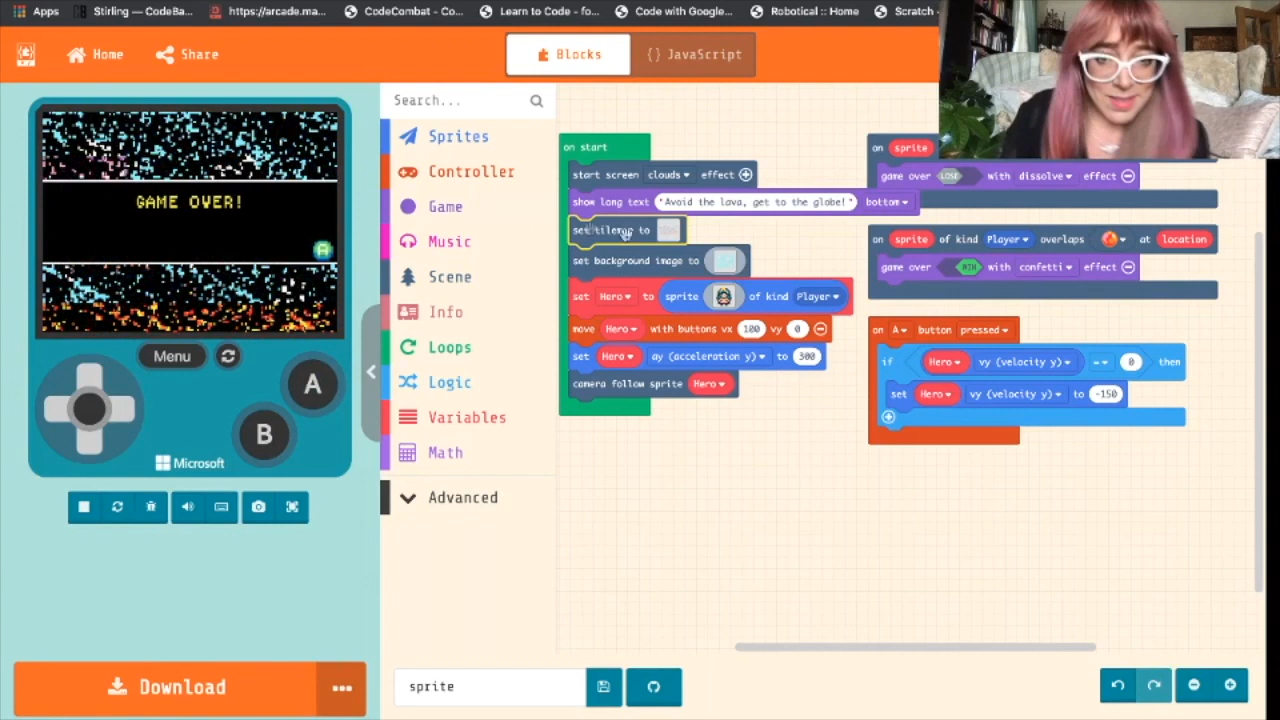 Apps
Stirling — CodeBa...
https://arcade.ma...
CodeCombat - Co...
Learn to Code - fo...
Code with Google...
Robotical :: Home
Scratch -
Home
Share
Blocks
{} JavaScript
GAME OVER!
A
Menu
A
B
Microsoft
Download
...
Search...
Sprites
Controller
Game
Music
Scene
Info
Loops
Logic
Variables
Math
Advanced
on start
start screen clouds effect
show long text "Avoid the lava, get to the globe!" bottom
set tilemap to
set background image to
set Hero to sprite of kind Player
move Hero with buttons vx 100 vy 0
set Hero ay (acceleration y) to 300
camera follow sprite Hero
on sprite
game over LOSE with dissolve effect
on sprite of kind Player overlaps at location
game over WIN with confetti effect
on A button pressed
if Hero vy (velocity y) = 0 then
set Hero vy (velocity y) to -150
sprite